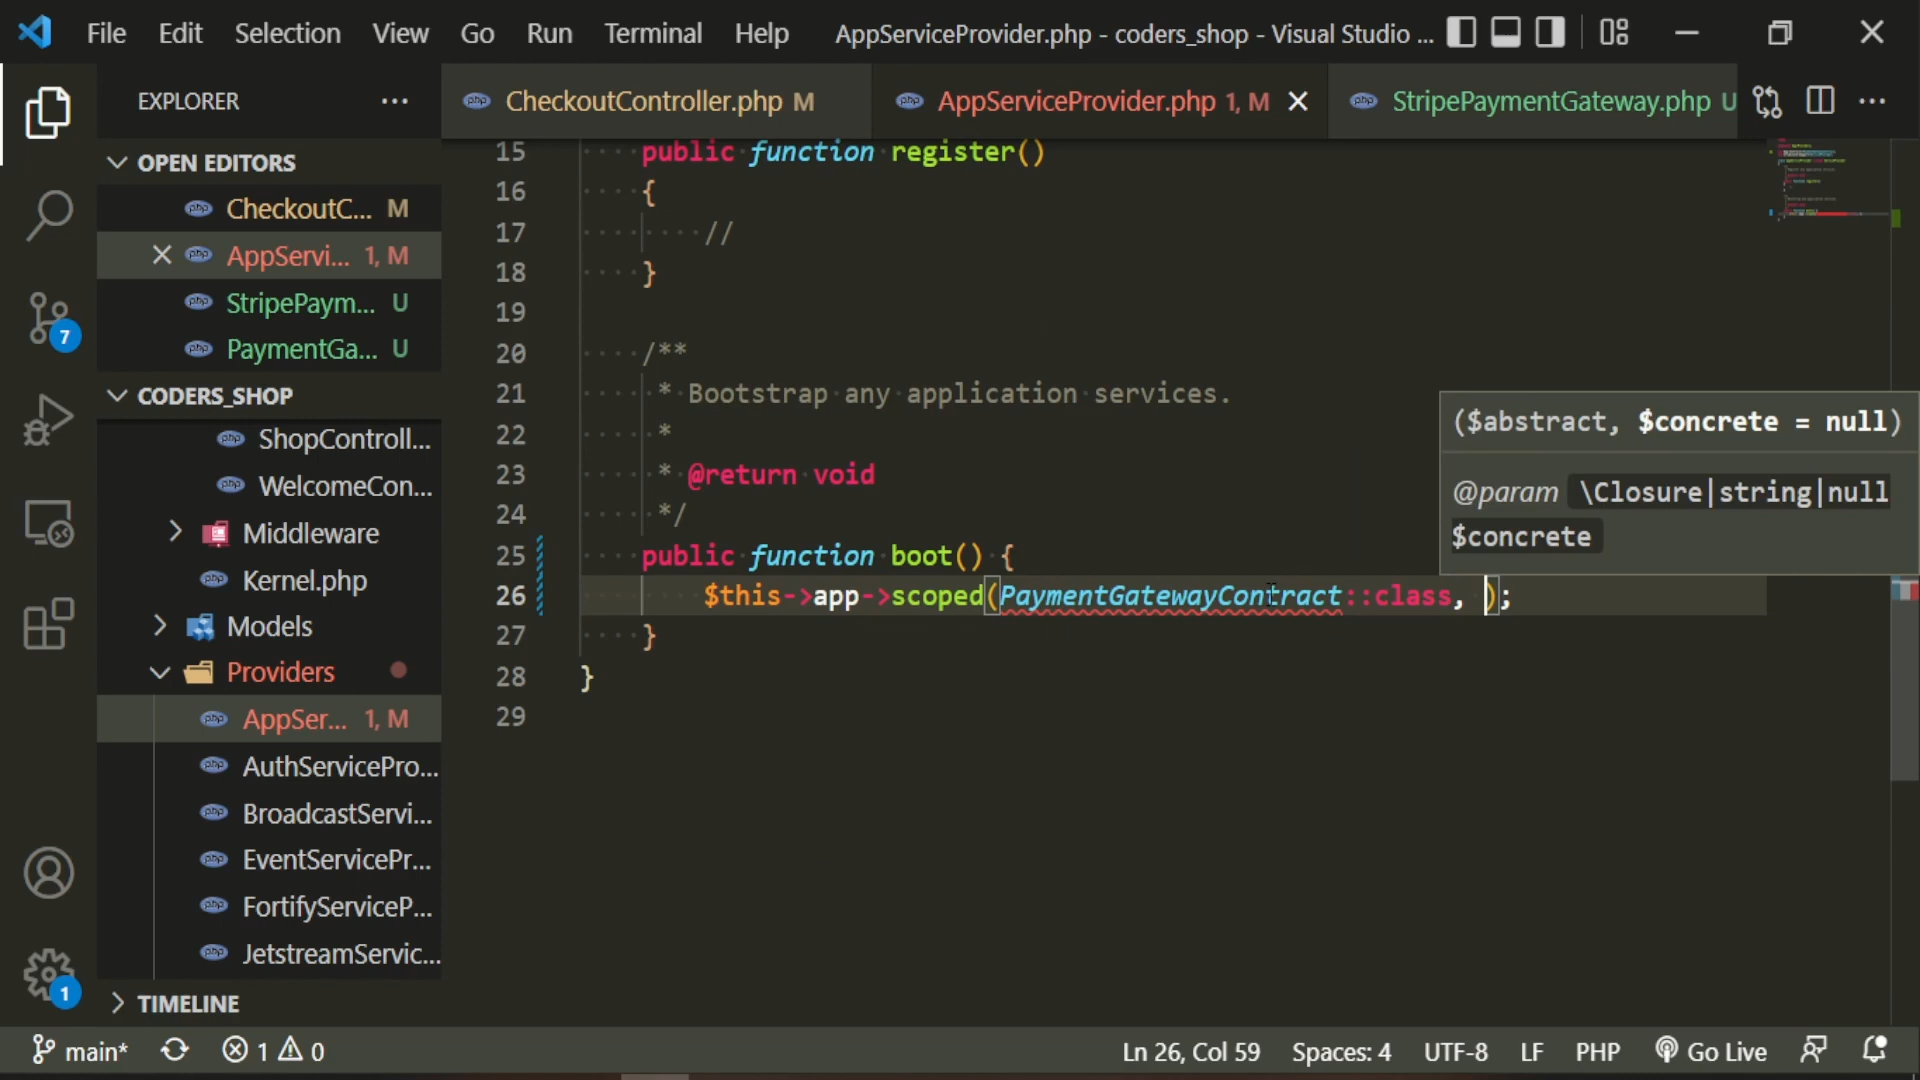 File Edit Selection View Go Run Terminal Help AppServiceProvider.php - coders_shop - Visual Studio ...
EXPLORER ...
OPEN EDITORS
CheckoutC... M
AppServi... 1, M
StripePaym... U
PaymentGa... U
CODERS_SHOP
ShopControll...
WelcomeCon...
Middleware
Kernel.php
Models
Providers
AppSer... 1, M
AuthServicePro...
BroadcastServi...
EventServicePr...
FortifyServiceP...
JetstreamServic...
TIMELINE
7
1
CheckoutController.php M
AppServiceProvider.php 1, M
StripePaymentGateway.php U
15 public function register()
16 {
17 //
18 }
19
20 /**
21 * Bootstrap any application services.
22 *
23 * @return void
24 */
25 public function boot() {
26 $this->app->scoped(PaymentGatewayContract::class, );
27 }
28 }
29
($abstract, $concrete = null)
@param \Closure|string|null
$concrete
main* 1 0 Ln 26, Col 59 Spaces: 4 UTF-8 LF PHP Go Live